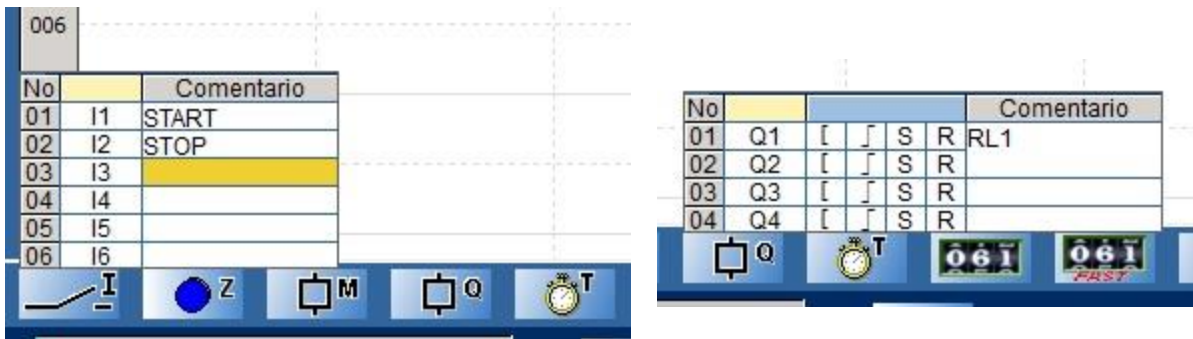 006
No Comentario
01 I1 START
02 I2 STOP
03 I3
04 I4
05 I5
06 I6
I Z M Q T
No Comentario
01 Q1 [ ∫ S R RL1
02 Q2 [ ∫ S R
03 Q3 [ ∫ S R
04 Q4 [ ∫ S R
Q T 061 061
FAST